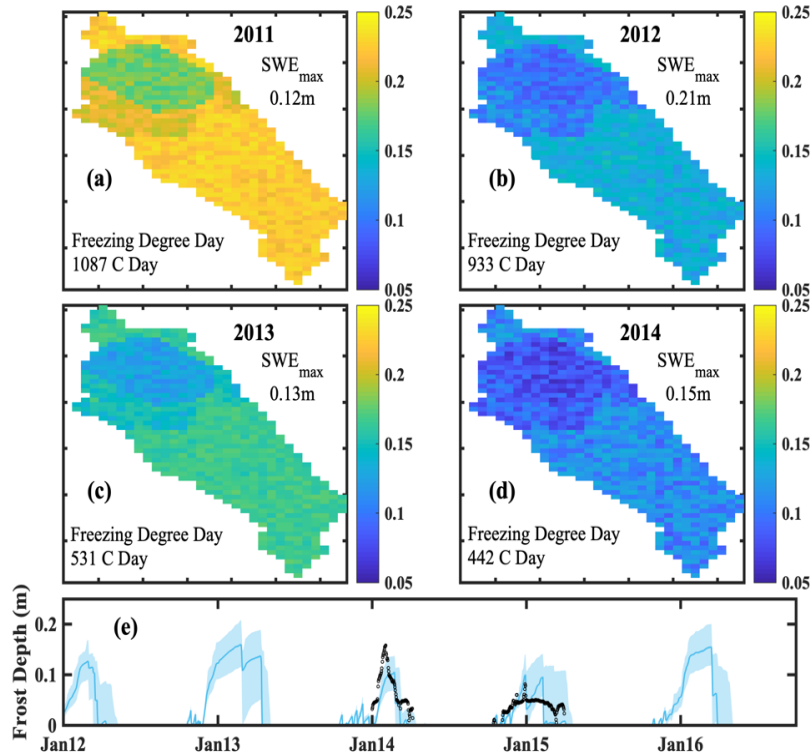 2011
SWEmax
0.12m
(a)
Freezing Degree Day
1087 C Day
0.25
0.2
0.15
0.1
0.05
2012
SWEmax
0.21m
(b)
Freezing Degree Day
933 C Day
0.25
0.2
0.15
0.1
0.05
2013
SWEmax
0.13m
(c)
Freezing Degree Day
531 C Day
0.25
0.2
0.15
0.1
0.05
2014
SWEmax
0.15m
(d)
Freezing Degree Day
442 C Day
0.25
0.2
0.15
0.1
0.05
Frost Depth (m)
0.2
0.1
0
(e)
Jan12 Jan13 Jan14 Jan15 Jan16